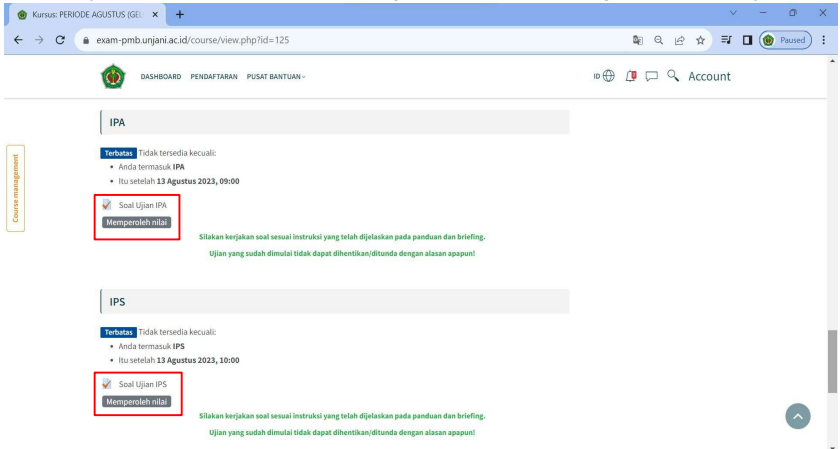 Kursus: PERIODE AGUSTUS (GEL
exam-pmb.unjani.ac.id/course/view.php?id=125
Paused
DASHBOARD PENDAFTARAN PUSAT BANTUAN
ID
Account
Course management
IPA
Terbatas Tidak tersedia kecuali:
• Anda termasuk IPA
• Itu setelah 13 Agustus 2023, 09:00
Soal Ujian IPA
Memperoleh nilai
Silakan kerjakan soal sesuai instruksi yang telah dijelaskan pada panduan dan briefing.
Ujian yang sudah dimulai tidak dapat dihentikan/ditunda dengan alasan apapun!
IPS
Terbatas Tidak tersedia kecuali:
• Anda termasuk IPS
• Itu setelah 13 Agustus 2023, 10:00
Soal Ujian IPS
Memperoleh nilai
Silakan kerjakan soal sesuai instruksi yang telah dijelaskan pada panduan dan briefing.
Ujian yang sudah dimulai tidak dapat dihentikan/ditunda dengan alasan apapun!